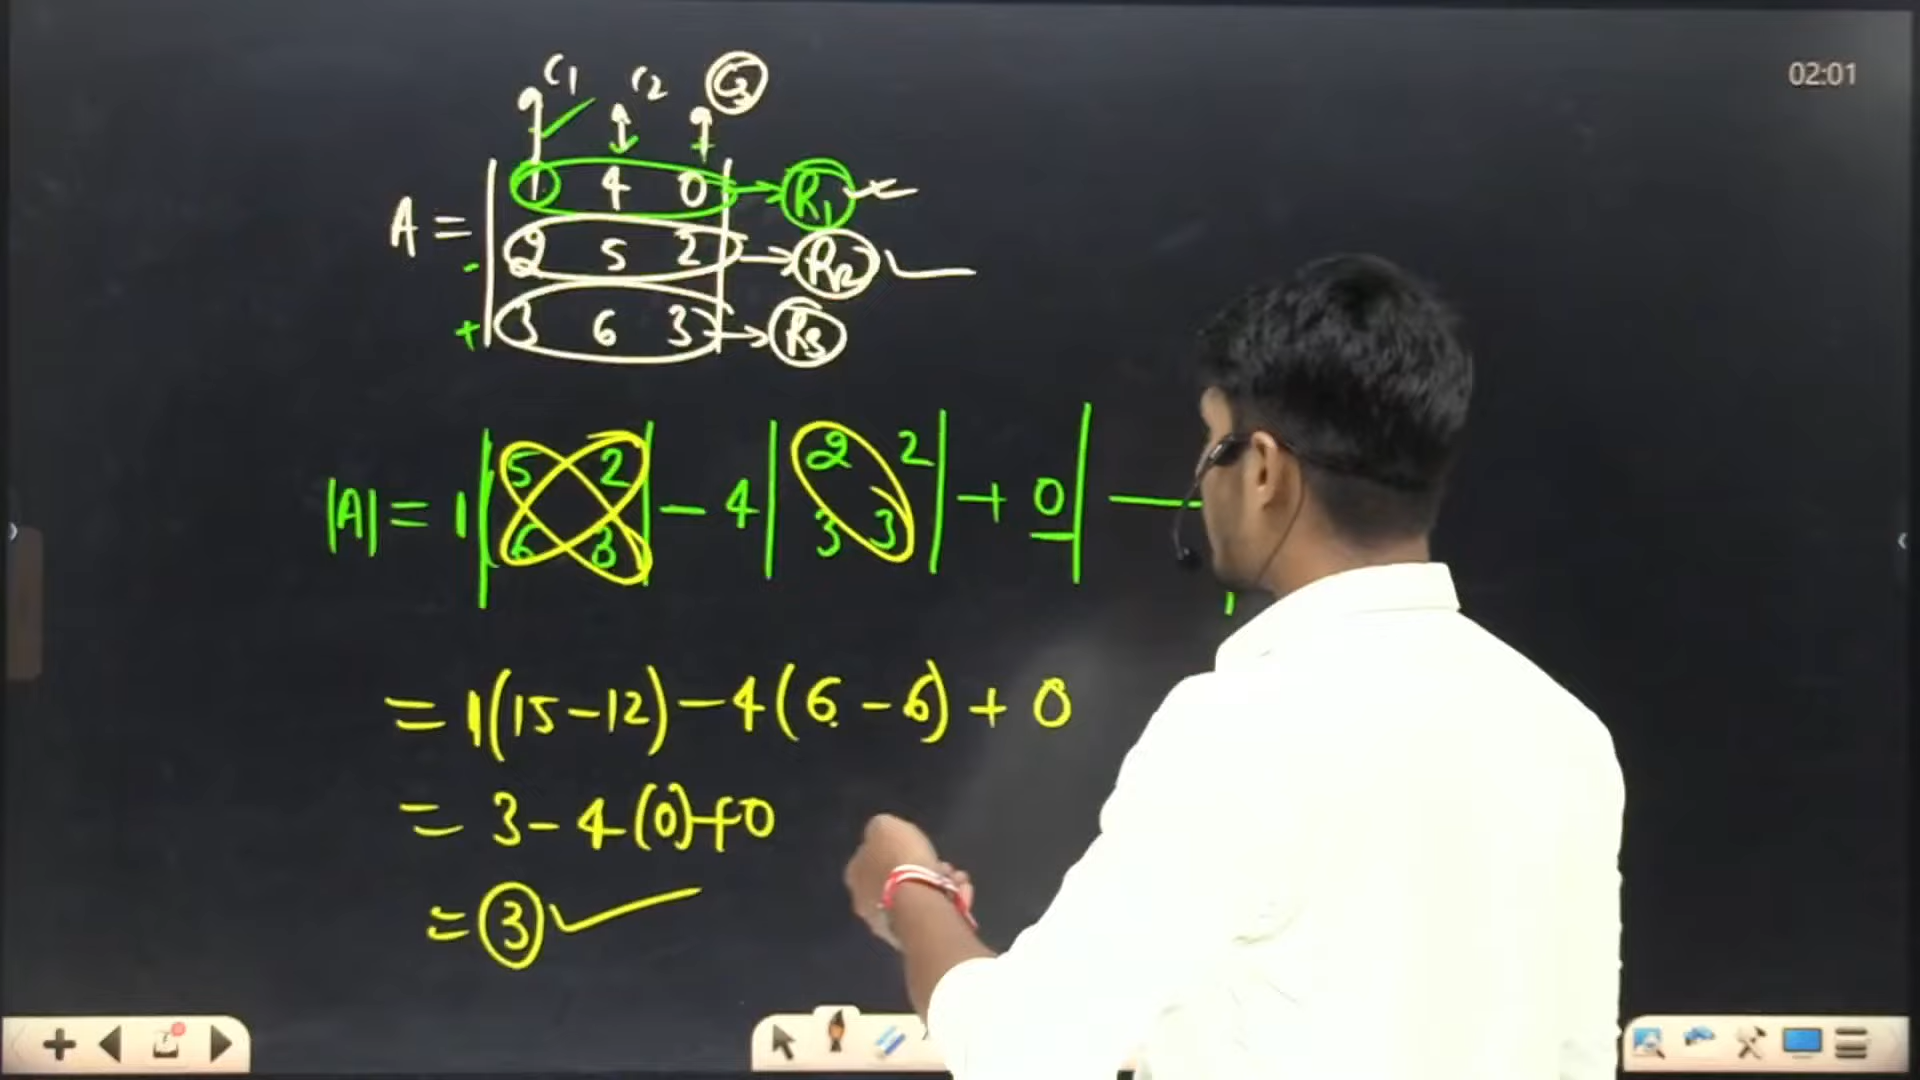 02:01
C1 C2 C3
1 4 0 → R1
A = 2 5 2 → R2
3 6 3 → R3
-
+
|A| = 1 | 5 2 | - 4 | 2 2 | + 0 | —
6 3 3 3
= 1(15-12) - 4(6-6) + 0
= 3 - 4(0) + 0
= 3 ✓